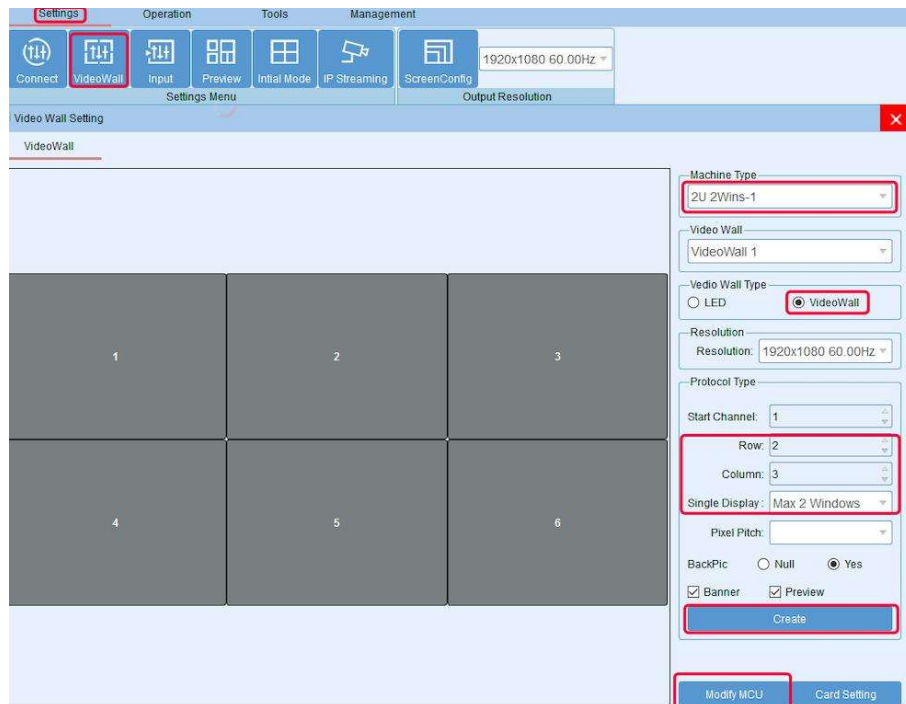 Settings Operation Tools Management
Connect VideoWall Input Preview Intial Mode IP Streaming ScreenConfig 1920x1080 60.00Hz
Settings Menu Output Resolution
Video Wall Setting
VideoWall
Machine Type
2U 2Wins-1
Video Wall
VideoWall 1
Vedio Wall Type
LED VideoWall
Resolution
Resolution: 1920x1080 60.00Hz
Protocol Type
Start Channel: 1
Row: 2
Column: 3
Single Display: Max 2 Windows
Pixel Pitch:
BackPic Null Yes
Banner Preview
Create
Modify MCU Card Setting
1 2 3
4 5 6